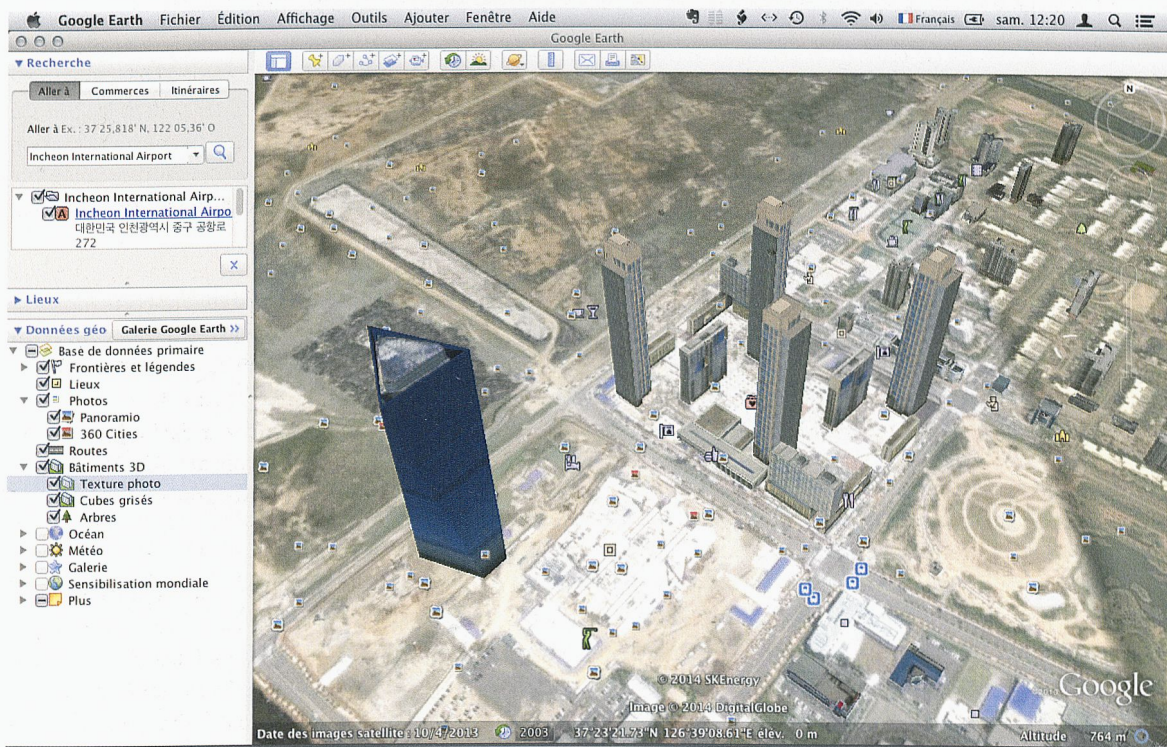 Google Earth Fichier Édition Affichage Outils Ajouter Fenêtre Aide Français sam. 12:20
Google Earth
Recherche
Aller à Commerces Itinéraires
Aller à Ex. : 37 25,818' N, 122 05,36' O
Incheon International Airport
Incheon International Airp...
A Incheon International Airpo
대한민국 인천광역시 중구 공항로
272
Lieux
Données géo Galerie Google Earth >>
Base de données primaire
Frontières et légendes
Lieux
Photos
Panoramio
360 Cities
Routes
Bâtiments 3D
Texture photo
Cubes grisés
Arbres
Océan
Météo
Galerie
Sensibilisation mondiale
Plus
N
© 2014 SKEnergy
Image © 2014 DigitalGlobe
Google
Date des images satellite : 10/4/2013 2003 37°23'21.73"N 126°39'08.61"E élév. 0 m Altitude 764 m